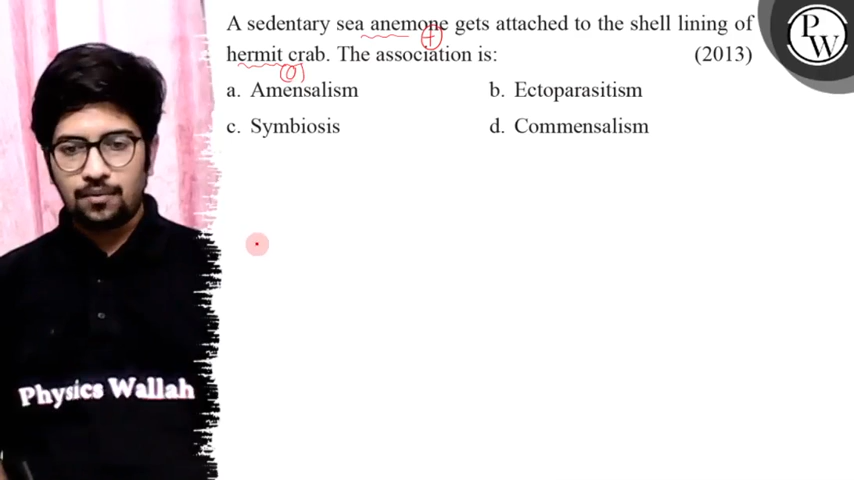 A sedentary sea anemone gets attached to the shell lining of
hermit crab. The association is: (2013)
+
0
a. Amensalism b. Ectoparasitism
c. Symbiosis d. Commensalism
PW
Physics Wallah